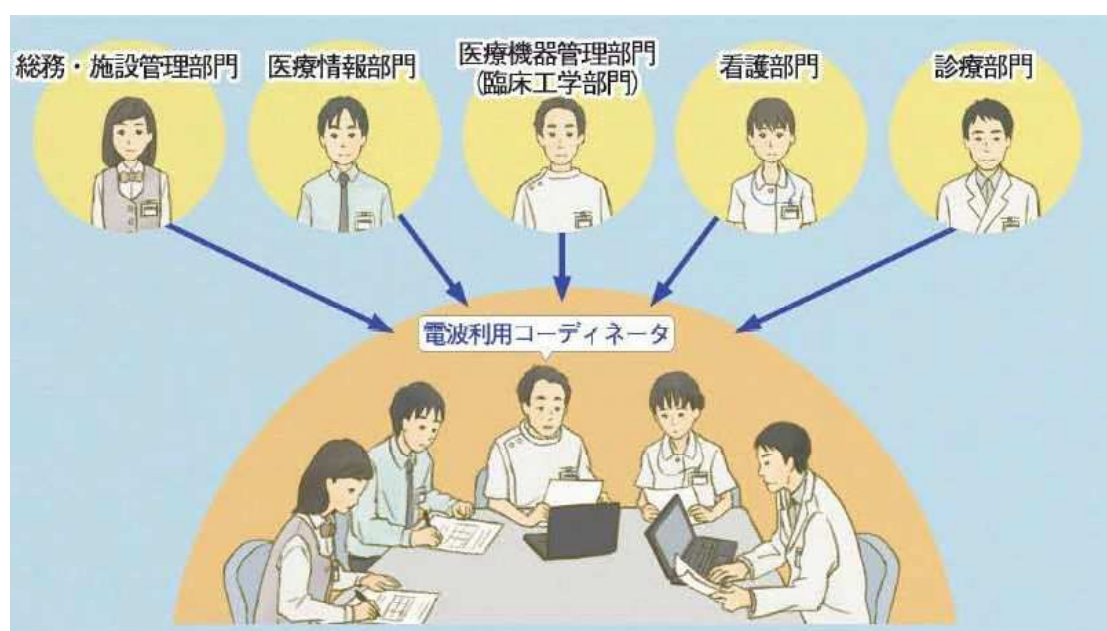 総務・施設管理部門
医療情報部門
医療機器管理部門
(臨床工学部門)
看護部門
診療部門
電波利用コーディネータ